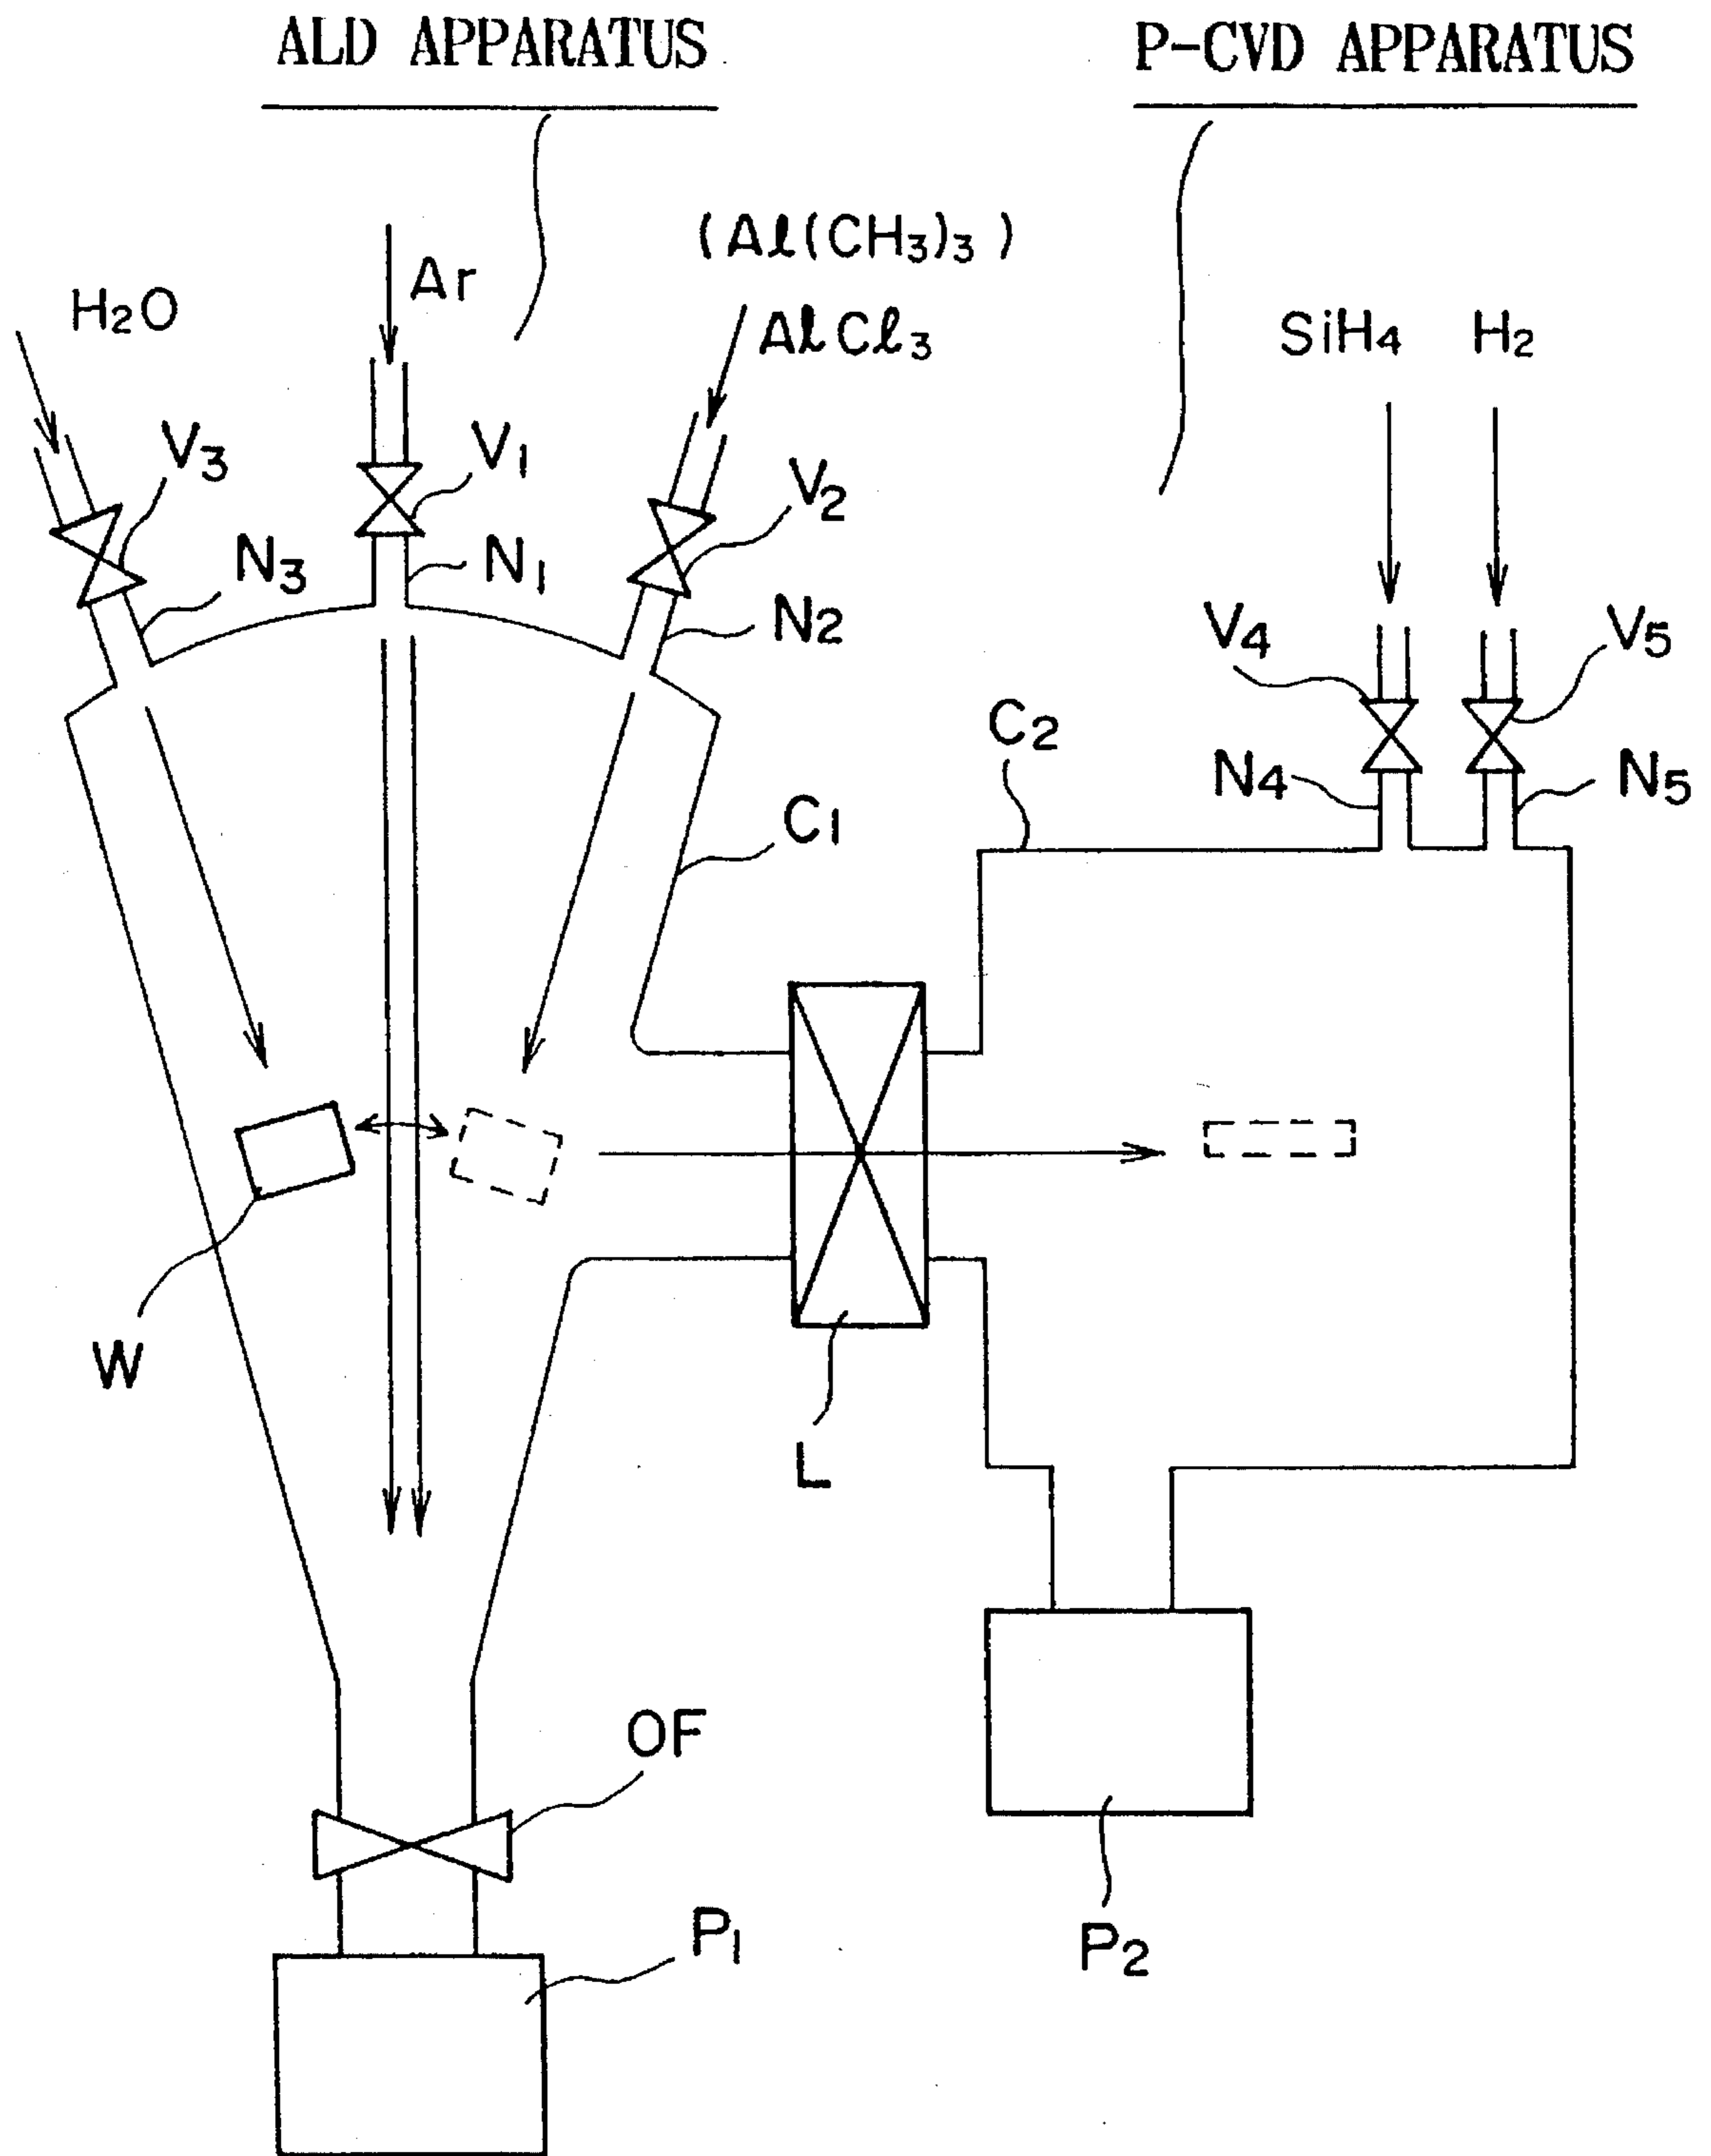 ALD APPARATUS
P-CVD APPARATUS
(Al(CH₃)₃)
Ar
H₂O
AlCl₃
SiH₄
H₂
V₃
V₁
V₂
N₃
N₁
N₂
V₄
V₅
C₂
N₄
N₅
C₁
W
L
OF
P₁
P₂